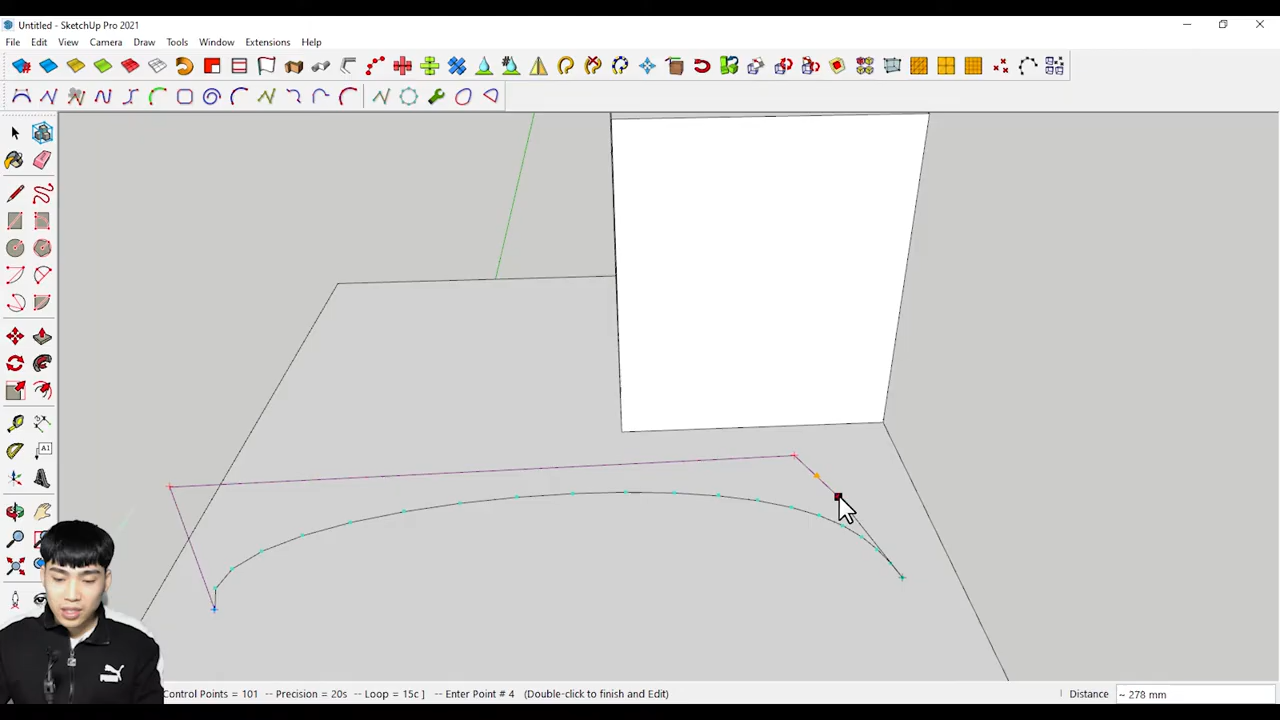 Untitled - SketchUp Pro 2021
File Edit View Camera Draw Tools Window Extensions Help
A1
Control Points = 101 -- Precision = 20s -- Loop = 15c ] -- Enter Point # 4 (Double-click to finish and Edit)
Distance ~ 278 mm